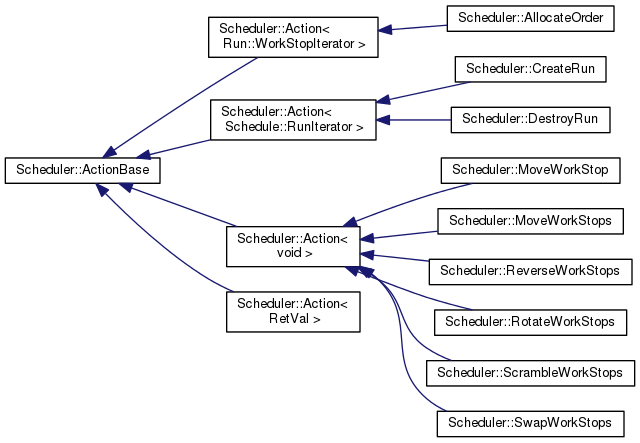 Scheduler::ActionBase
Scheduler::Action<
Run::WorkStopIterator >
Scheduler::Action<
Schedule::RunIterator >
Scheduler::Action<
void >
Scheduler::Action<
RetVal >
Scheduler::AllocateOrder
Scheduler::CreateRun
Scheduler::DestroyRun
Scheduler::MoveWorkStop
Scheduler::MoveWorkStops
Scheduler::ReverseWorkStops
Scheduler::RotateWorkStops
Scheduler::ScrambleWorkStops
Scheduler::SwapWorkStops